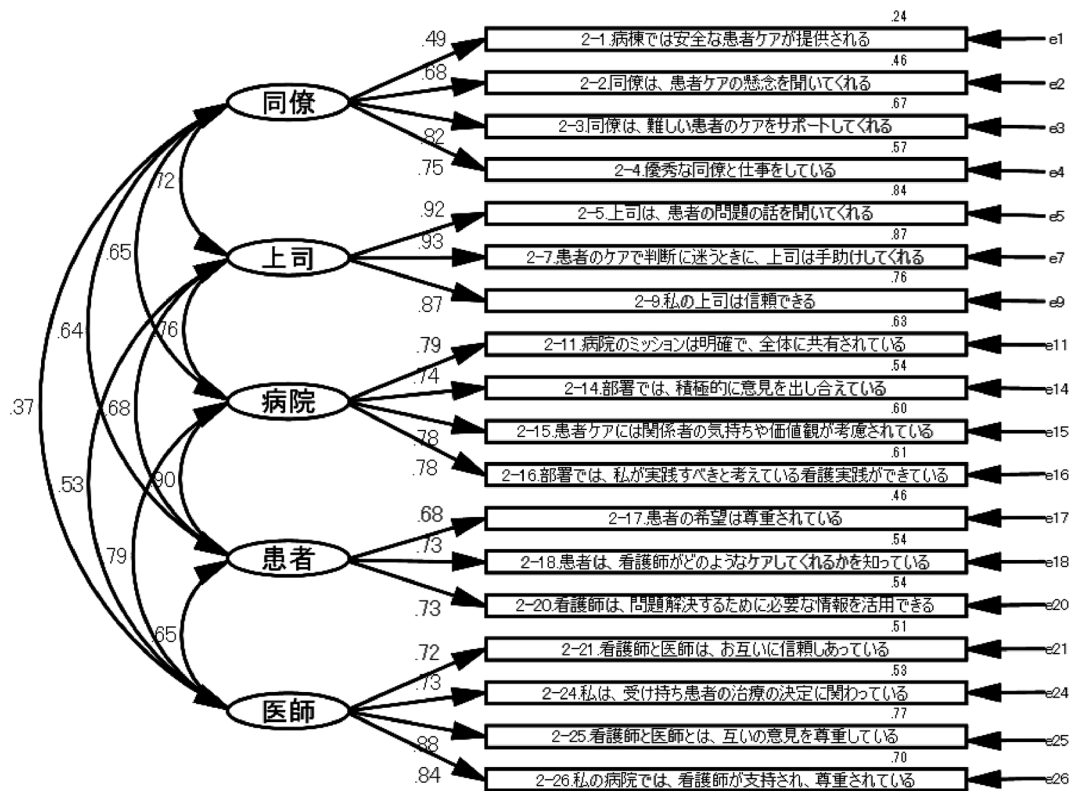 .24
.49
2-1.病棟では安全な患者ケアが提供される
e1
.46
.68
2-2.同僚は、患者ケアの懸念を聞いてくれる
e2
同僚
.67
.82
2-3.同僚は、難しい患者のケアをサポートしてくれる
e3
.57
.75
2-4.優秀な同僚と仕事をしている
e4
.72
.84
.92
2-5.上司は、患者の問題の話を聞いてくれる
e5
.87
.93
上司
2-7.患者のケアで判断に迷うときに、上司は手助けしてくれる
e7
.65
.76
.87
2-9.私の上司は信頼できる
e9
.64
.76
.63
.79
2-11.病院のミッションは明確で、全体に共有されている
e11
.54
.74
2-14.部署では、積極的に意見を出し合えている
e14
病院
.37
.68
.60
.78
2-15.患者ケアには関係者の気持ちや価値観が考慮されている
e15
.61
.78
2-16.部署では、私が実践すべきと考えている看護実践ができている
e16
.53
.90
.46
.68
2-17.患者の希望は尊重されている
e17
.54
.73
患者
2-18.患者は、看護師がどのようなケアしてくれるかを知っている
e18
.79
.54
.73
2-20.看護師は、問題解決するために必要な情報を活用できる
e20
.65
.51
.72
2-21.看護師と医師は、お互いに信頼しあっている
e21
.53
.73
2-24.私は、受け持ち患者の治療の決定に関わっている
e24
医師
.77
.88
2-25.看護師と医師とは、互いの意見を尊重している
e25
.70
.84
2-26.私の病院では、看護師が支持され、尊重されている
e26